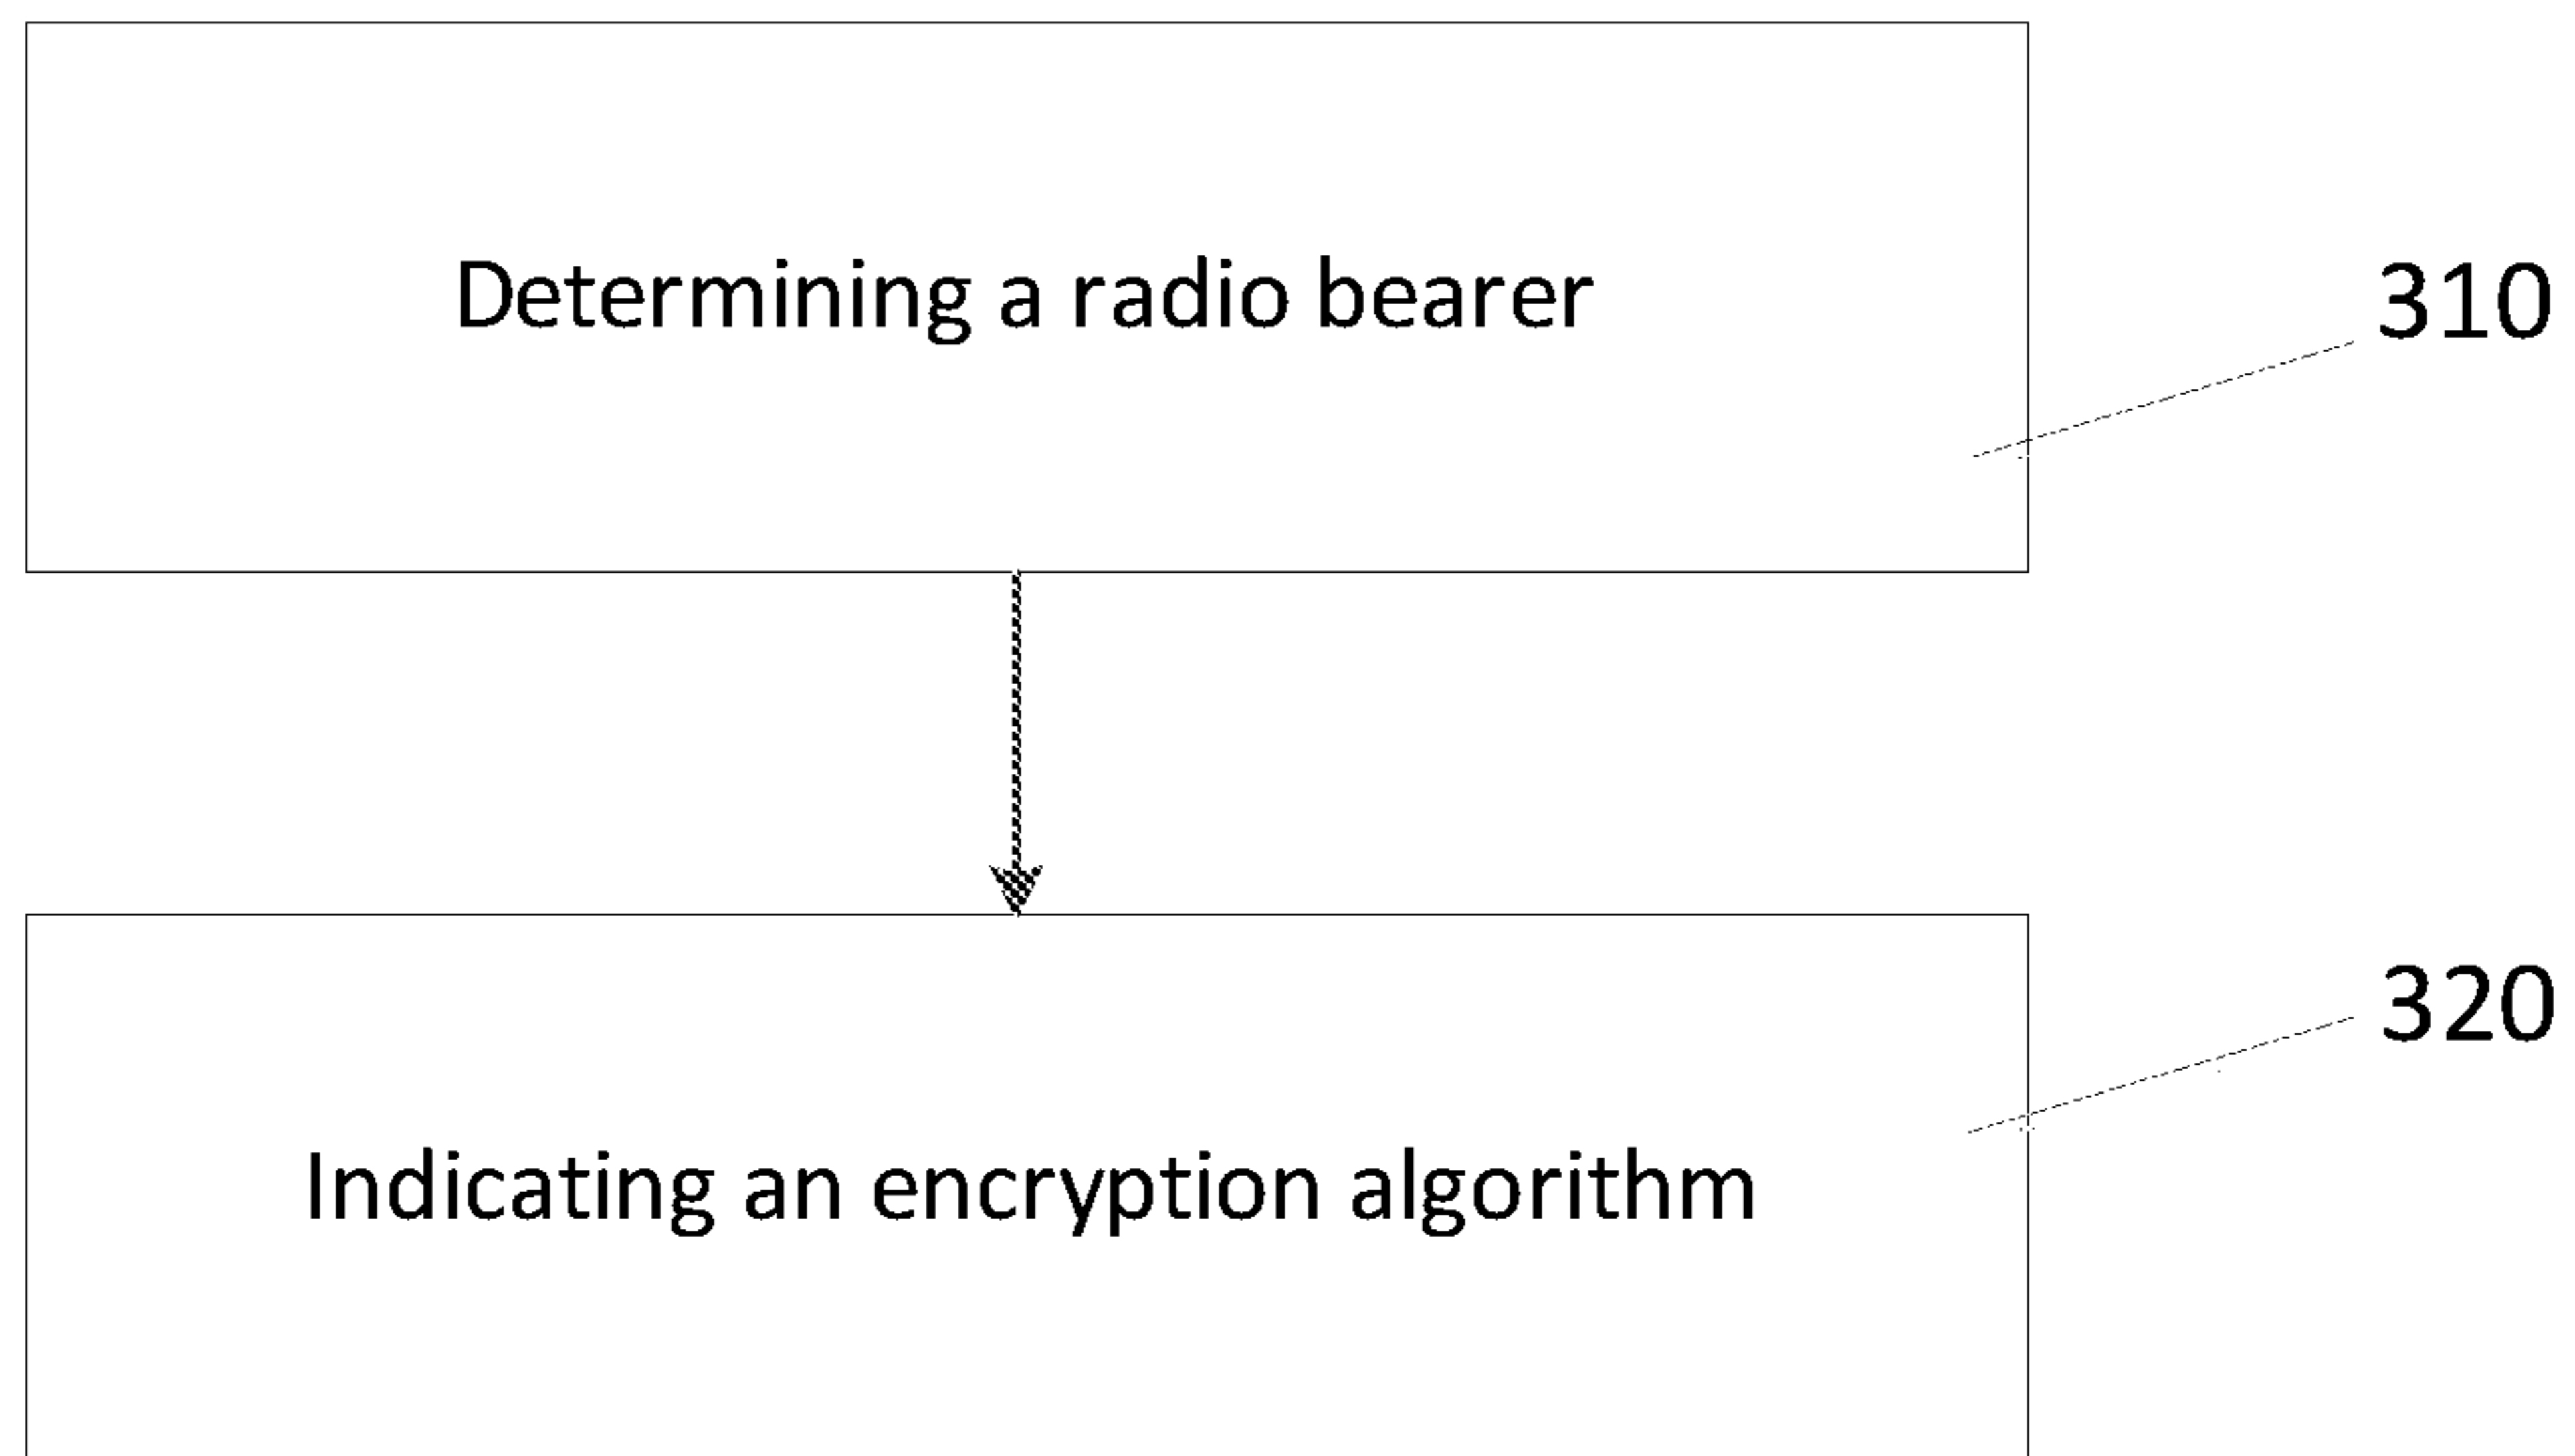 Determining a radio bearer
310
320
Indicating an encryption algorithm